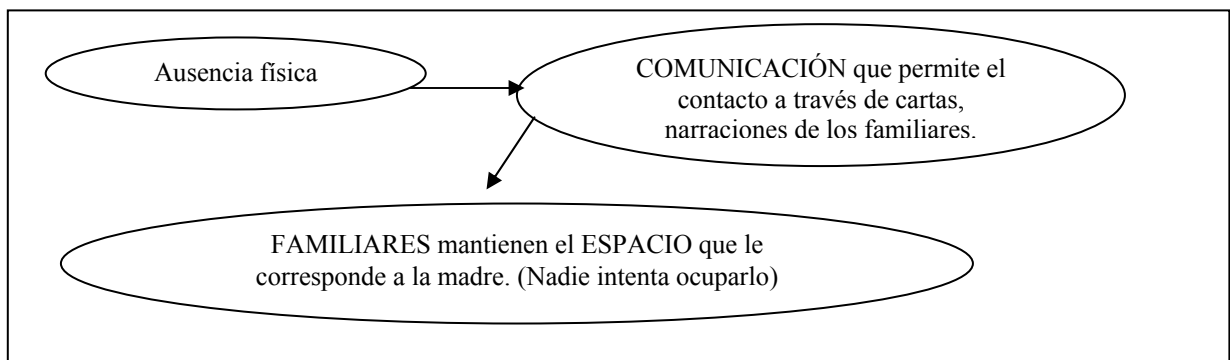 Ausencia física
COMUNICACIÓN que permite el
contacto a través de cartas,
narraciones de los familiares.
FAMILIARES mantienen el ESPACIO que le
corresponde a la madre. (Nadie intenta ocuparlo)